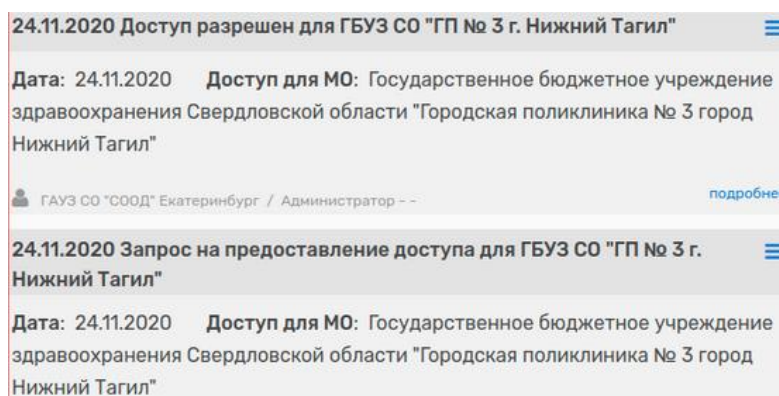 24.11.2020 Доступ разрешен для ГБУЗ СО "ГП № 3 г. Нижний Тагил"
Дата: 24.11.2020 Доступ для МО: Государственное бюджетное учреждение
здравоохранения Свердловской области "Городская поликлиника № 3 город
Нижний Тагил"
ГАУЗ СО "СООД" Екатеринбург / Администратор - -
подробне
24.11.2020 Запрос на предоставление доступа для ГБУЗ СО "ГП № 3 г.
Нижний Тагил"
Дата: 24.11.2020 Доступ для МО: Государственное бюджетное учреждение
здравоохранения Свердловской области "Городская поликлиника № 3 город
Нижний Тагил"